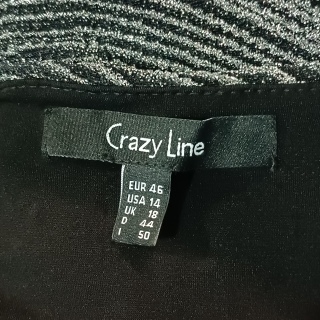 Crazy Line
EUR 46
USA 14
UK 18
D 44
I 50